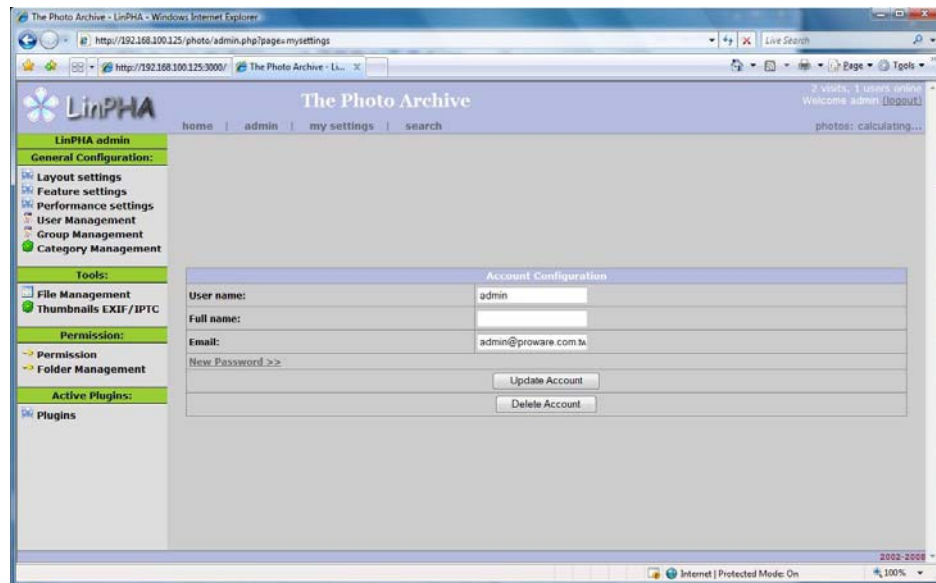 The Photo Archive - LinPHA - Windows Internet Explorer
http://192.168.100.125/photo/admin.php?page=mysettings
Live Search
http://192.168.100.125:3000/
The Photo Archive - Li...
Page
Tools
LinPHA
The Photo Archive
2 visits, 1 users online
Welcome admin [logout]
home | admin | my settings | search
photos: calculating...
LinPHA admin
General Configuration:
Layout settings
Feature settings
Performance settings
User Management
Group Management
Category Management
Tools:
File Management
Thumbnails EXIF/IPTC
Permission:
Permission
Folder Management
Active Plugins:
Plugins
Account Configuration
User name: admin
Full name:
Email: admin@proware.com.tw
New Password >>
Update Account
Delete Account
2002-2008
Internet | Protected Mode: On
100%